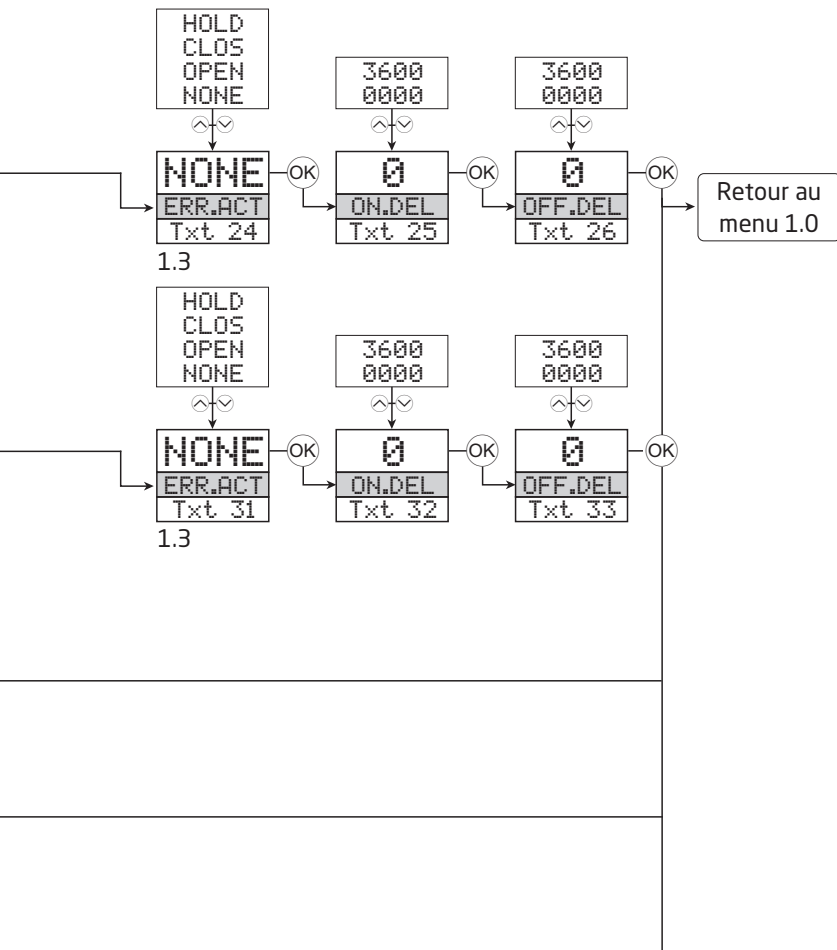 HOLD
CLOS
OPEN
NONE
3600
0000
3600
0000
NONE
OK
0
OK
0
OK
ERR.ACT
ON.DEL
OFF.DEL
Txt 24
Txt 25
Txt 26
Retour au
menu 1.0
1.3
HOLD
CLOS
OPEN
NONE
3600
0000
3600
0000
NONE
OK
0
OK
0
OK
ERR.ACT
ON.DEL
OFF.DEL
Txt 31
Txt 32
Txt 33
1.3